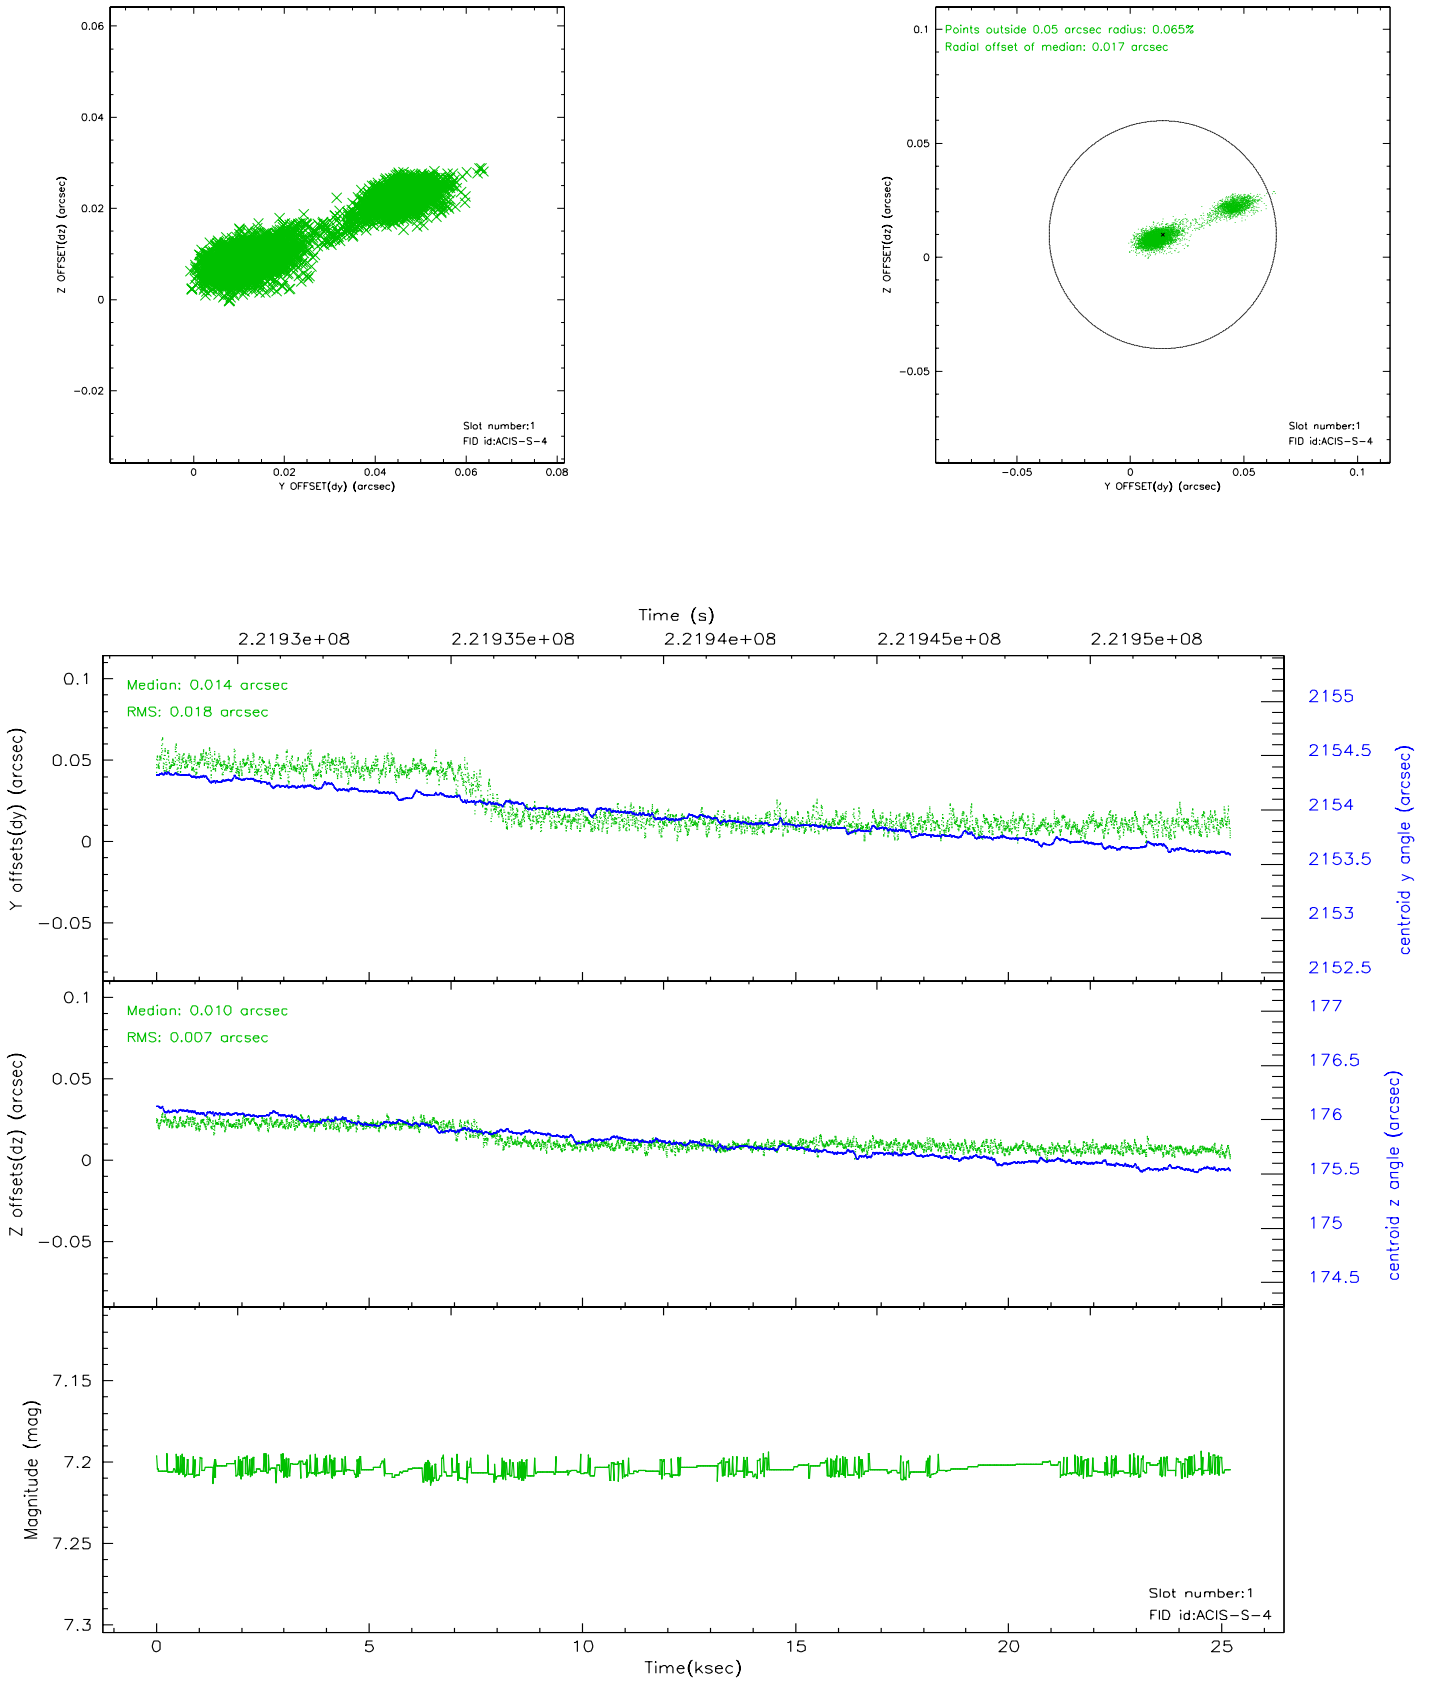 0.06
0.04
0.02
0
−0.02
Z OFFSET(dz) (arcsec)
Slot number:1
FID id:ACIS−S−4
0 0.02 0.04 0.06 0.08
Y OFFSET(dy) (arcsec)
Points outside 0.05 arcsec radius: 0.065%
Radial offset of median: 0.017 arcsec
0.1
0.05
0
−0.05
Z OFFSET(dz) (arcsec)
Slot number:1
FID id:ACIS−S−4
−0.05 0 0.05 0.1
Y OFFSET(dy) (arcsec)
Time (s)
2.2193e+08 2.21935e+08 2.2194e+08 2.21945e+08 2.2195e+08
Median: 0.014 arcsec
RMS: 0.018 arcsec
0.1
0.05
0
−0.05
Y offsets(dy) (arcsec)
2155
2154.5
2154
2153.5
2153
2152.5
centroid y angle (arcsec)
Median: 0.010 arcsec
RMS: 0.007 arcsec
0.1
0.05
0
−0.05
Z offsets(dz) (arcsec)
177
176.5
176
175.5
175
174.5
centroid z angle (arcsec)
7.15
7.2
7.25
7.3
Magnitude (mag)
Slot number:1
FID id:ACIS−S−4
0 5 10 15 20 25
Time(ksec)